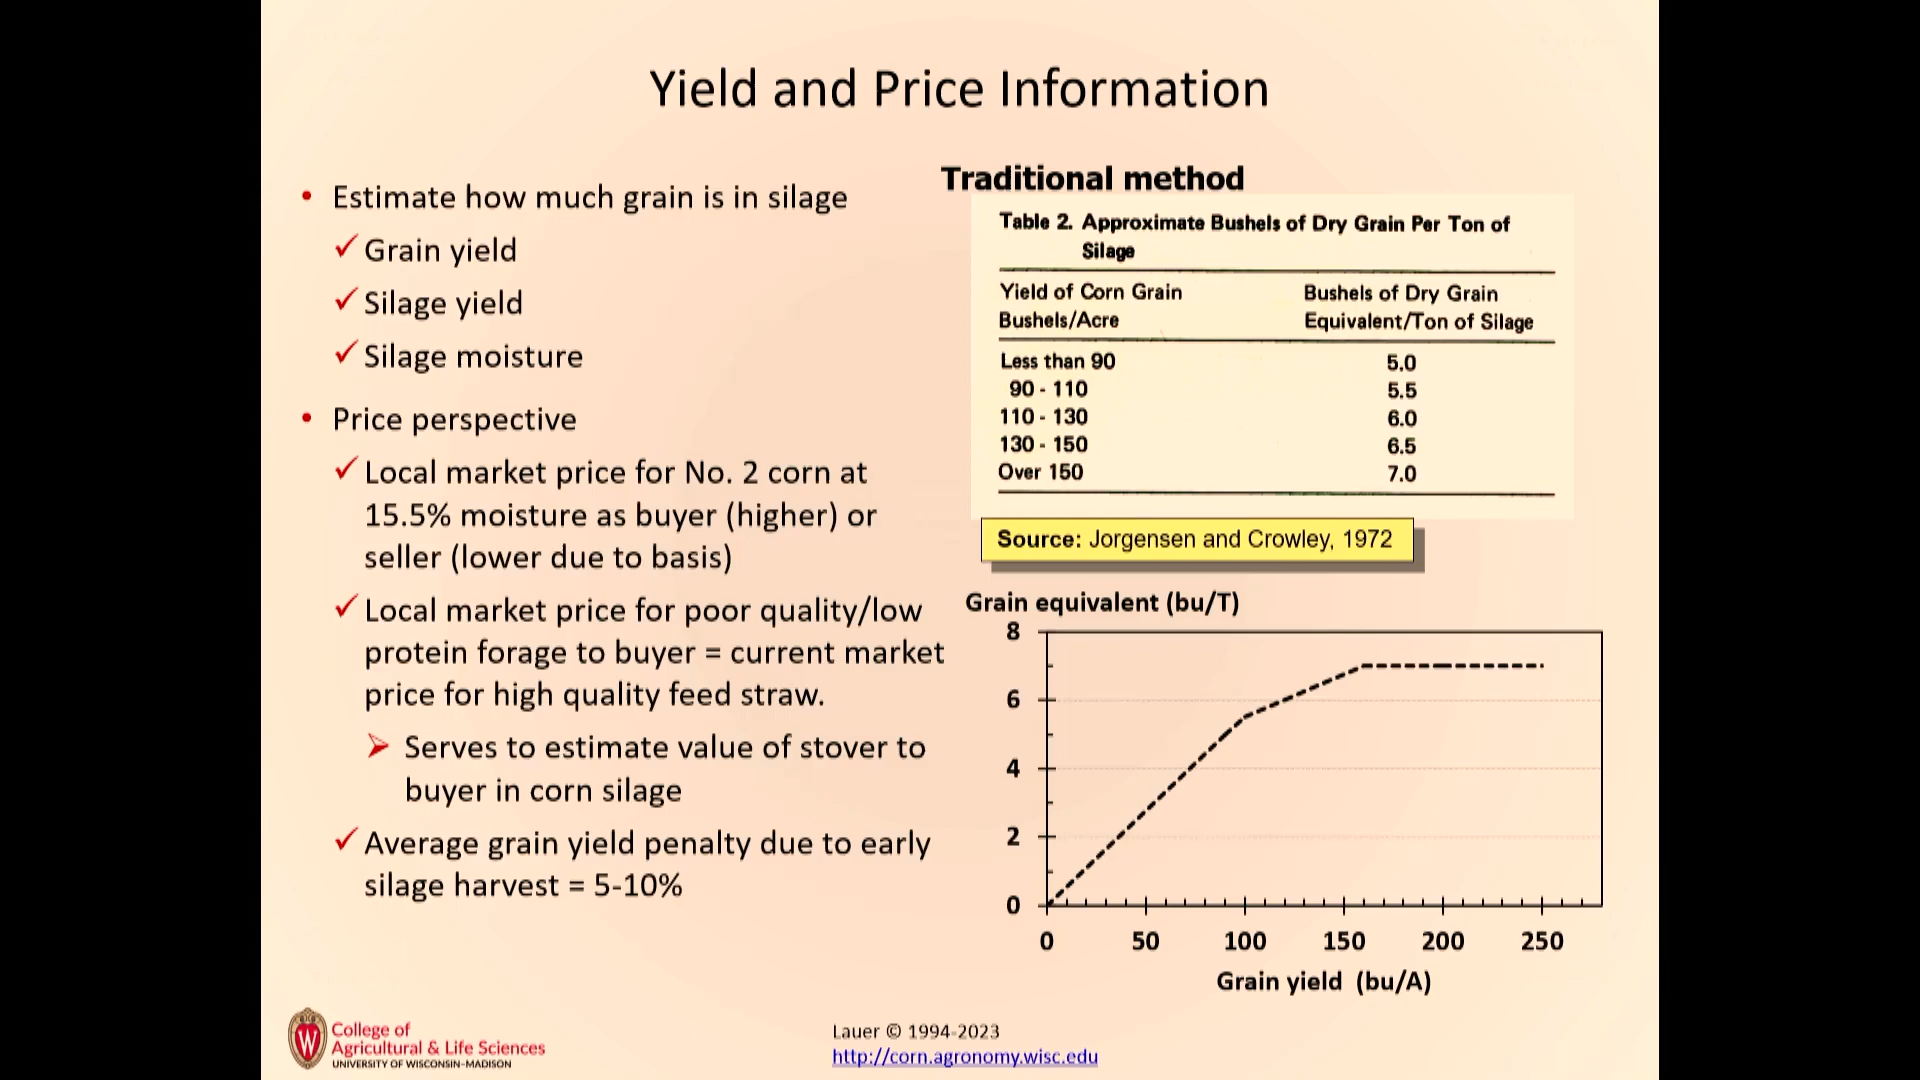 Yield and Price Information
• Estimate how much grain is in silage
✓ Grain yield
✓ Silage yield
✓ Silage moisture
• Price perspective
✓ Local market price for No. 2 corn at
15.5% moisture as buyer (higher) or
seller (lower due to basis)
✓ Local market price for poor quality/low
protein forage to buyer = current market
price for high quality feed straw.
➢ Serves to estimate value of stover to
buyer in corn silage
✓ Average grain yield penalty due to early
silage harvest = 5-10%
Traditional method
Table 2. Approximate Bushels of Dry Grain Per Ton of
Silage
Yield of Corn Grain Bushels of Dry Grain
Bushels/Acre Equivalent/Ton of Silage
Less than 90 5.0
90 - 110 5.5
110 - 130 6.0
130 - 150 6.5
Over 150 7.0
Source: Jorgensen and Crowley, 1972
Grain equivalent (bu/T)
8
6
4
2
0
0 50 100 150 200 250
Grain yield (bu/A)
W
College of
Agricultural & Life Sciences
UNIVERSITY OF WISCONSIN–MADISON
Lauer © 1994-2023
http://corn.agronomy.wisc.edu